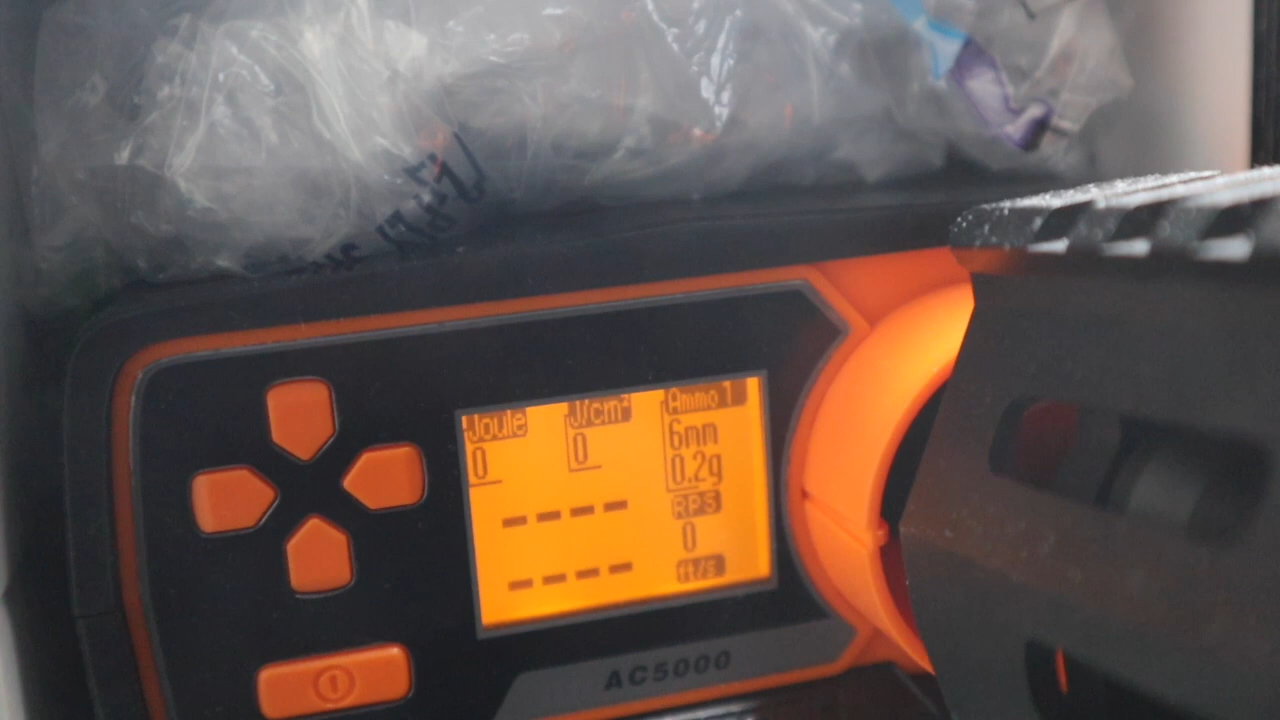 Joule J/cm² Ammo 1
0 0 6mm
0.2g
---- RPS
0
---- ft/s
AC5000